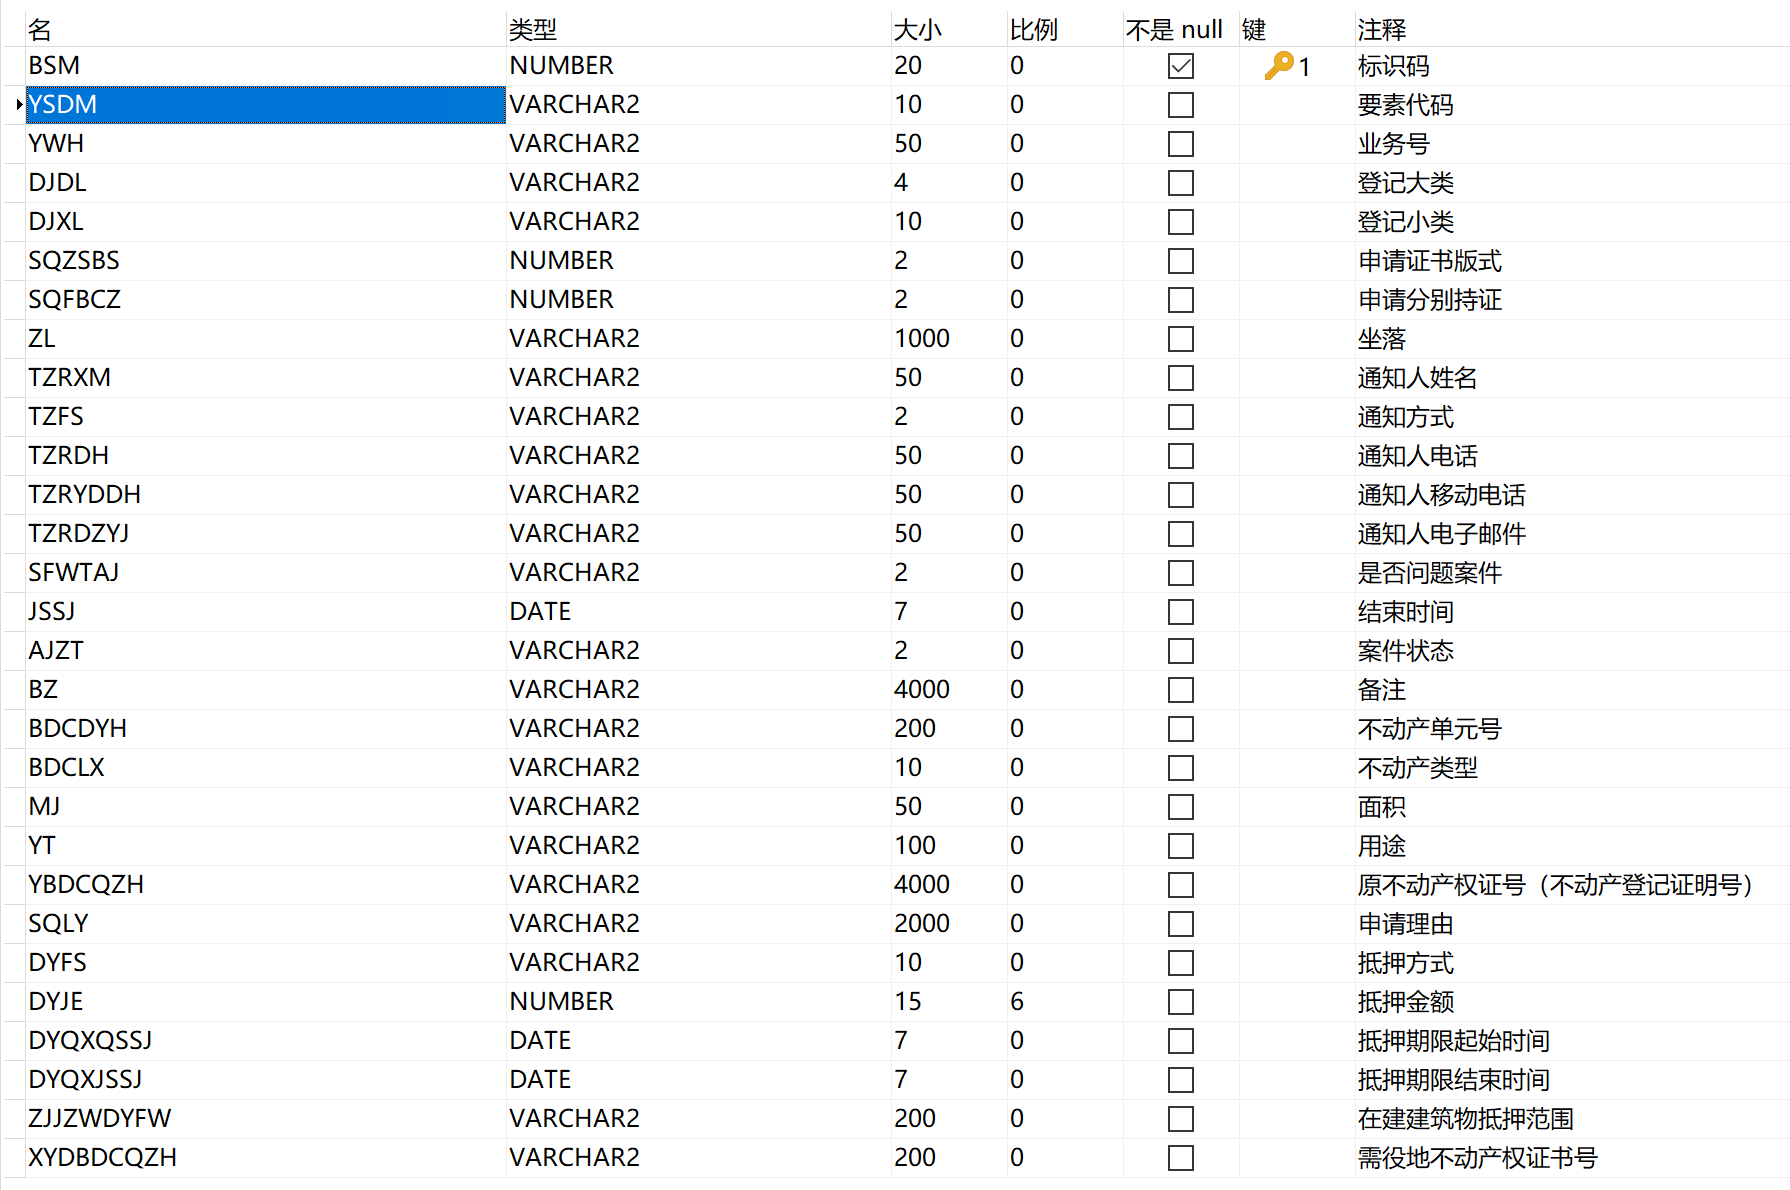 名 类型 大小 比例 不是 null 键 注释
BSM NUMBER 20 0 1 标识码
YSDM VARCHAR2 10 0 要素代码
YWH VARCHAR2 50 0 业务号
DJDL VARCHAR2 4 0 登记大类
DJXL VARCHAR2 10 0 登记小类
SQZSBS NUMBER 2 0 申请证书版式
SQFBCZ NUMBER 2 0 申请分别持证
ZL VARCHAR2 1000 0 坐落
TZRXM VARCHAR2 50 0 通知人姓名
TZFS VARCHAR2 2 0 通知方式
TZRDH VARCHAR2 50 0 通知人电话
TZRYDDH VARCHAR2 50 0 通知人移动电话
TZRDZYJ VARCHAR2 50 0 通知人电子邮件
SFWTAJ VARCHAR2 2 0 是否问题案件
JSSJ DATE 7 0 结束时间
AJZT VARCHAR2 2 0 案件状态
BZ VARCHAR2 4000 0 备注
BDCDYH VARCHAR2 200 0 不动产单元号
BDCLX VARCHAR2 10 0 不动产类型
MJ VARCHAR2 50 0 面积
YT VARCHAR2 100 0 用途
YBDCQZH VARCHAR2 4000 0 原不动产权证号（不动产登记证明号）
SQLY VARCHAR2 2000 0 申请理由
DYFS VARCHAR2 10 0 抵押方式
DYJE NUMBER 15 6 抵押金额
DYQXQSSJ DATE 7 0 抵押期限起始时间
DYQXJSSJ DATE 7 0 抵押期限结束时间
ZJJZWDYFW VARCHAR2 200 0 在建建筑物抵押范围
XYDBDCQZH VARCHAR2 200 0 需役地不动产权证书号